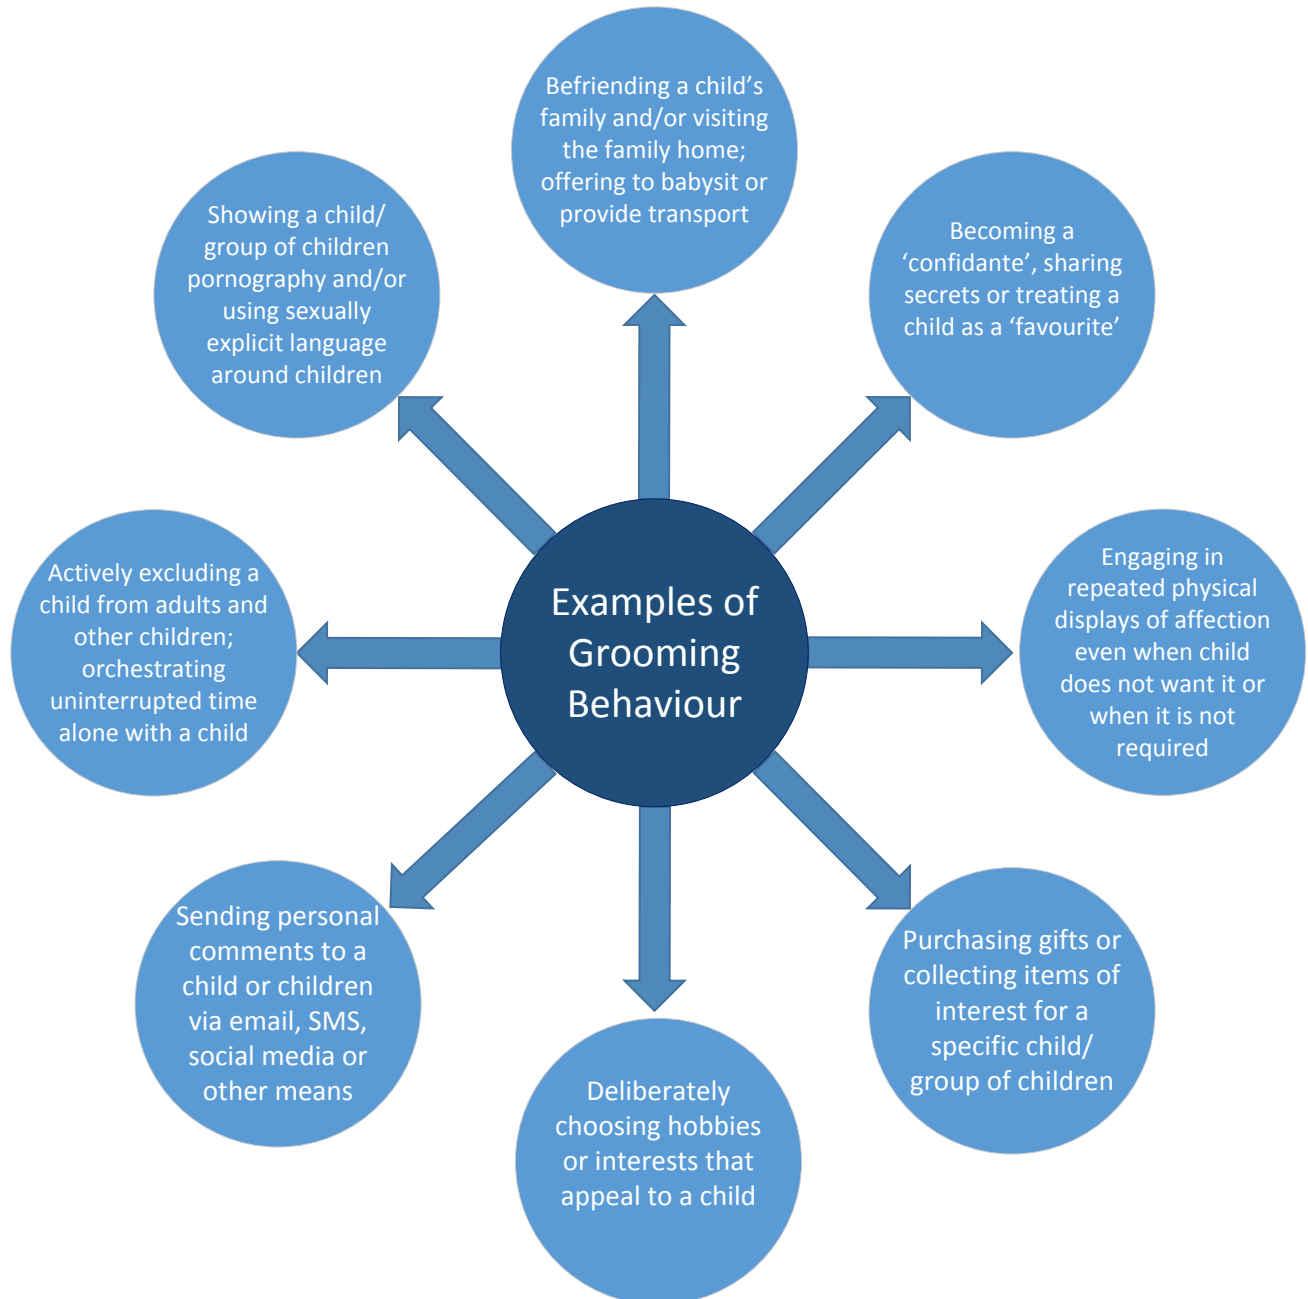 Befriending a child’s
family and/or visiting
the family home;
offering to babysit or
provide transport
Showing a child/
group of children
pornography and/or
using sexually
explicit language
around children
Becoming a
‘confidante’, sharing
secrets or treating a
child as a ‘favourite’
Actively excluding a
child from adults and
other children;
orchestrating
uninterrupted time
alone with a child
Examples of
Grooming
Behaviour
Engaging in
repeated physical
displays of affection
even when child
does not want it or
when it is not
required
Sending personal
comments to a
child or children
via email, SMS,
social media or
other means
Deliberately
choosing hobbies
or interests that
appeal to a child
Purchasing gifts or
collecting items of
interest for a
specific child/
group of children